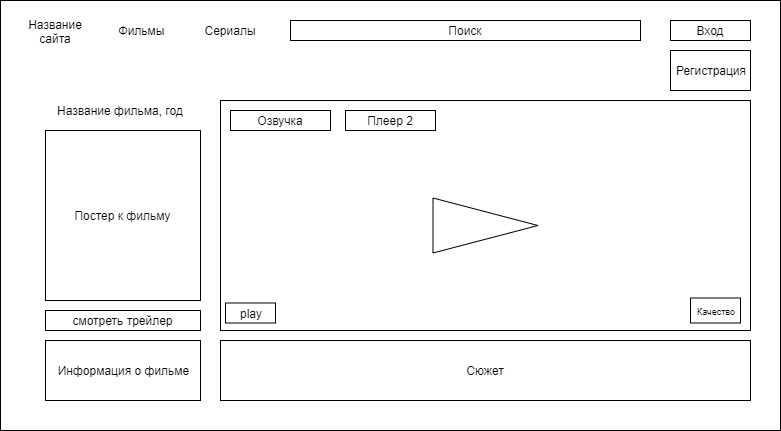 Название
сайта
Фильмы
Сериалы
Поиск
Вход
Регистрация
Название фильма, год
Озвучка
Плеер 2
Постер к фильму
play
Качество
смотреть трейлер
Информация о фильме
Сюжет